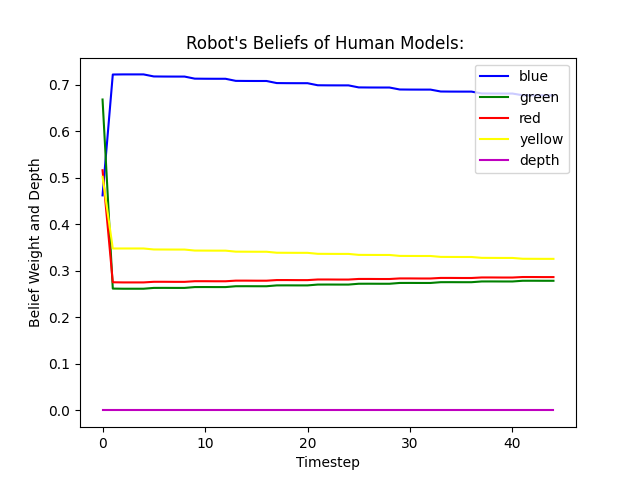 Robot's Beliefs of Human Models:
blue
green
red
yellow
depth
Belief Weight and Depth
0.7
0.6
0.5
0.4
0.3
0.2
0.1
0.0
0 10 20 30 40
Timestep